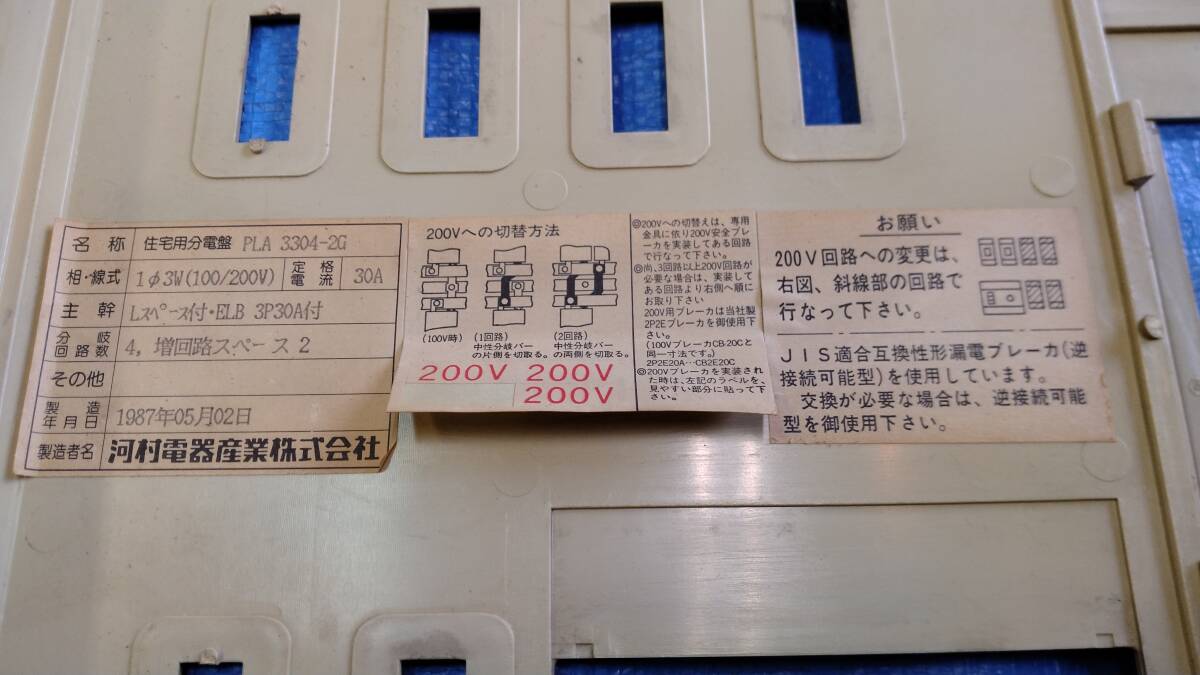 名称 住宅用分電盤 PLA 3304-2G
相・線式 1φ3W(100/200V) 定格電流 30A
主幹 Lスペース付・ELB 3P30A付
分岐回路数 4, 増回路スペース 2
その他
製造年月日 1987年05月02日
製造者名 河村電器産業株式会社
200Vへの切替方法
(100V時)
(1回路)
中性分岐バー
の片側を切取る。
(2回路)
中性分岐バー
の両側を切取る。
200V 200V
200V
◎200Vへの切替えは、専用
金具に依り200V安全ブレ
ーカを実装してある回路
で行なって下さい。
◎尚、3回路以上200V回路が
必要な場合は、実装して
ある回路より右側へ順に
お取り下さい
200V用ブレーカは当社製
2P2Eブレーカを御使用下
さい。
(100VブレーカCB-20Cと
同一寸法です。)
2P2E20A…CB2E20C
◎200Vブレーカを実装され
た時は、左記のラベルを、
見やすい部分に貼って下さ
い。
お願い
200V回路への変更は、
右図、斜線部の回路で
行なって下さい。
JIS適合互換性形漏電ブレーカ(逆
接続可能型)を使用しています。
交換が必要な場合は、逆接続可能
型を御使用下さい。